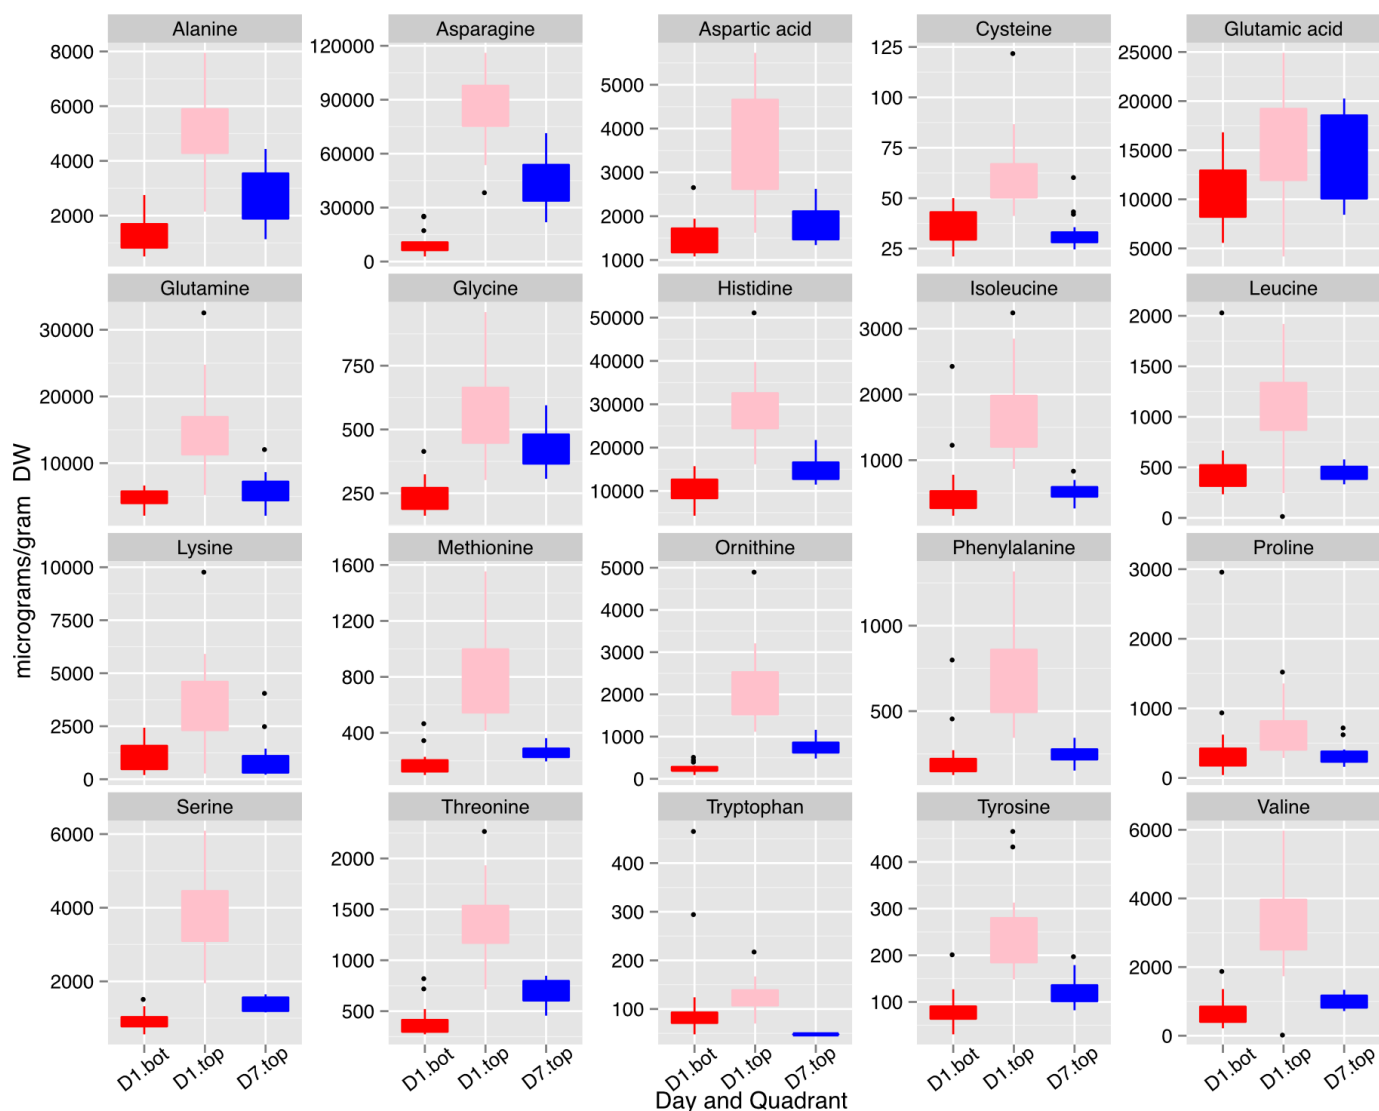 Alanine Asparagine Aspartic acid Cysteine Glutamic acid
8000 6000 4000 2000
120000 90000 60000 30000 0
5000 4000 3000 2000 1000
125 100 75 50 25
25000 20000 15000 10000 5000
Glutamine Glycine Histidine Isoleucine Leucine
30000 20000 10000
750 500 250
50000 40000 30000 20000 10000
3000 2000 1000
2000 1500 1000 500 0
micrograms/gram DW
Lysine Methionine Ornithine Phenylalanine Proline
10000 7500 5000 2500 0
1600 1200 800 400
5000 4000 3000 2000 1000 0
1000 500
3000 2000 1000 0
Serine Threonine Tryptophan Tyrosine Valine
6000 4000 2000
2000 1500 1000 500
400 300 200 100
400 300 200 100
6000 4000 2000 0
D1.bot D1.top D7.top D1.bot D1.top D7.top D1.bot D1.top D7.top D1.bot D1.top D7.top D1.bot D1.top D7.top
Day and Quadrant